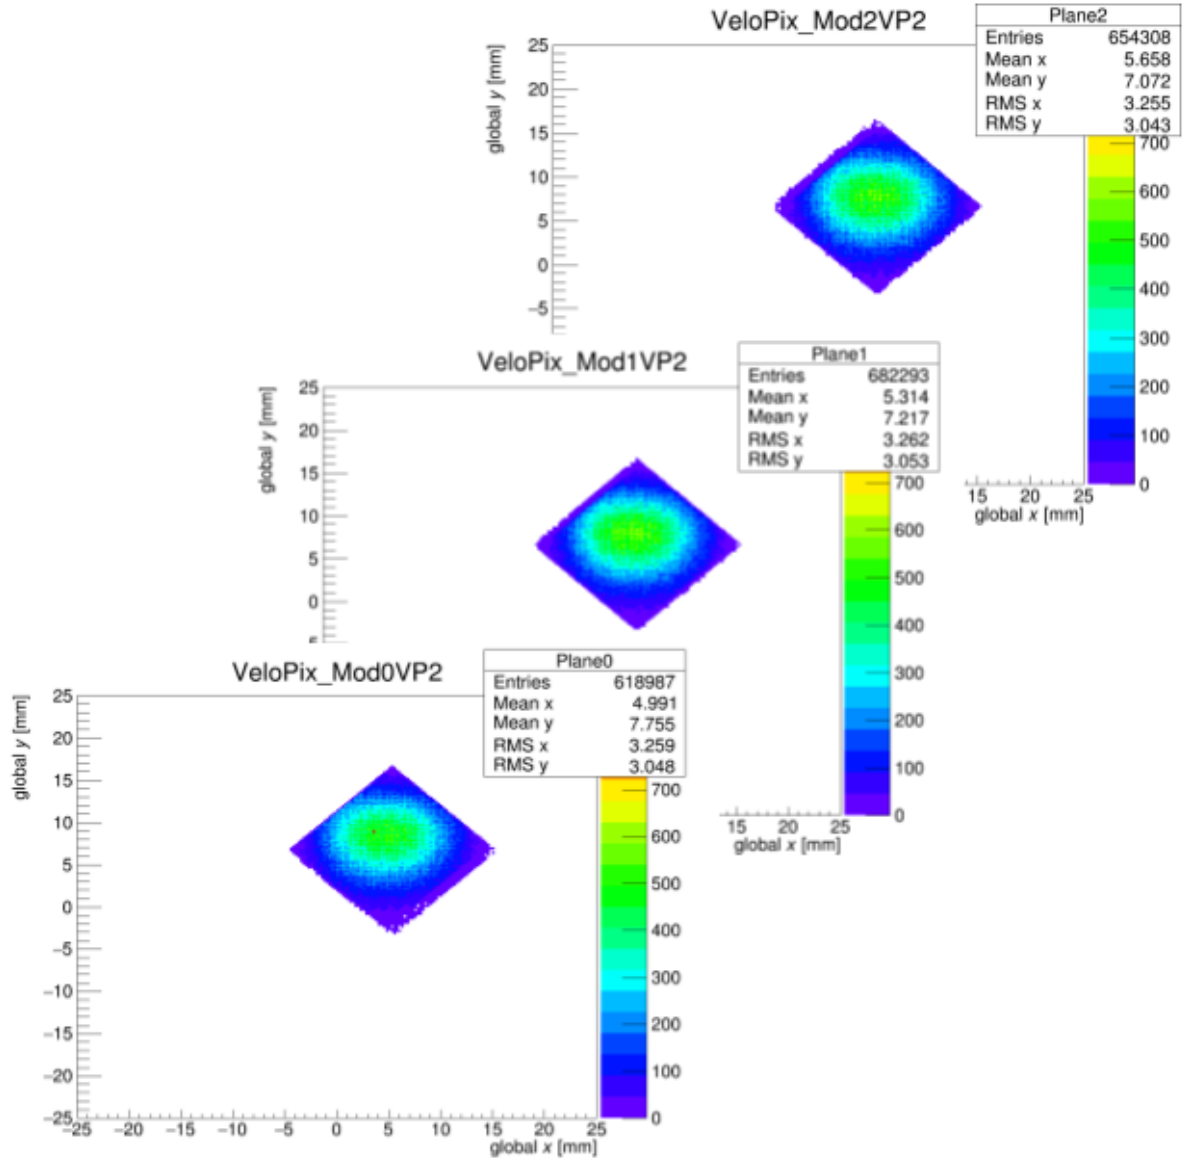 VeloPix_Mod2VP2
Plane2
Entries 654308
Mean x 5.658
Mean y 7.072
RMS x 3.255
RMS y 3.043
global y [mm]
25
20
15
10
5
0
−5
700
600
500
400
300
200
100
0
15 20 25
global x [mm]
VeloPix_Mod1VP2
Plane1
Entries 682293
Mean x 5.314
Mean y 7.217
RMS x 3.262
RMS y 3.053
global y [mm]
25
20
15
10
5
0
5
700
600
500
400
300
200
100
0
15 20 25
global x [mm]
VeloPix_Mod0VP2
Plane0
Entries 618987
Mean x 4.991
Mean y 7.755
RMS x 3.259
RMS y 3.048
global y [mm]
25
20
15
10
5
0
−5
−10
−15
−20
−25
700
600
500
400
300
200
100
0
−25 −20 −15 −10 −5 0 5 10 15 20 25
global x [mm]